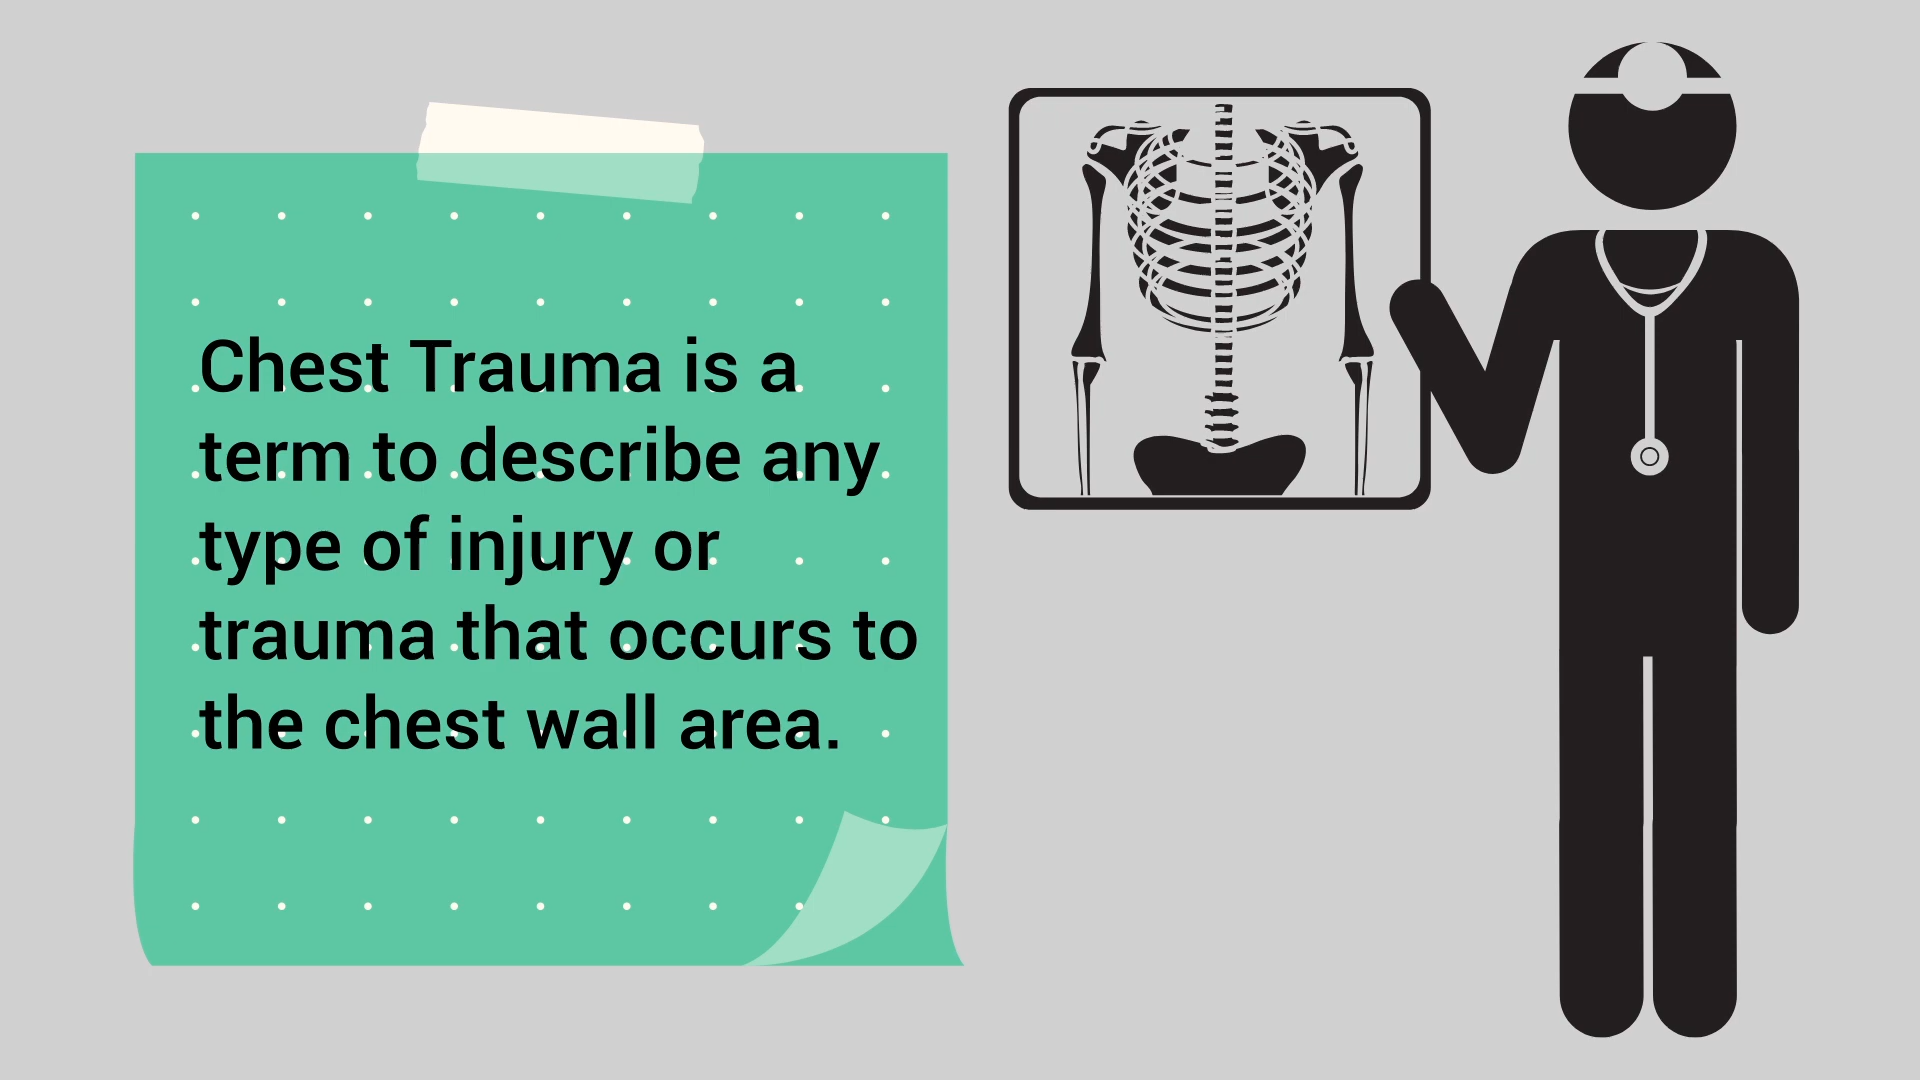 Chest Trauma is a
term to describe any
type of injury or
trauma that occurs to
the chest wall area.